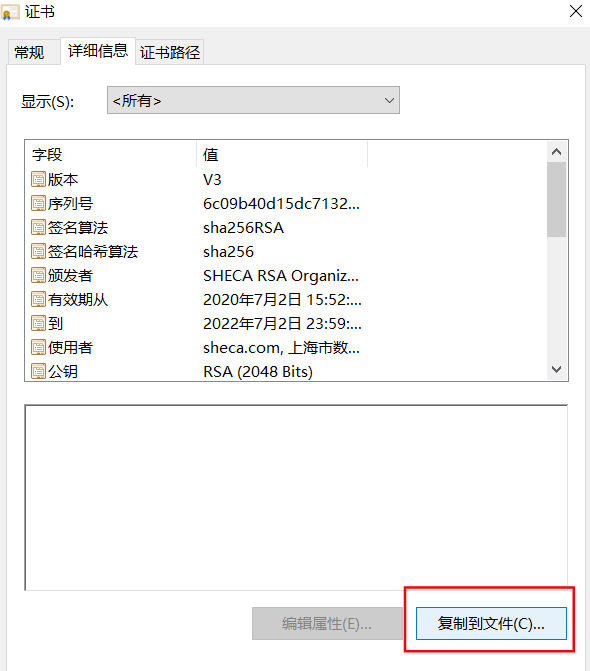 证书
常规 详细信息 证书路径
显示(S): <所有>
字段 值
版本 V3
序列号 6c09b40d15dc7132...
签名算法 sha256RSA
签名哈希算法 sha256
颁发者 SHECA RSA Organiz...
有效期从 2020年7月2日 15:52:...
到 2022年7月2日 23:59:...
使用者 sheca.com, 上海市数...
公钥 RSA (2048 Bits)
编辑属性(E)... 复制到文件(C)...